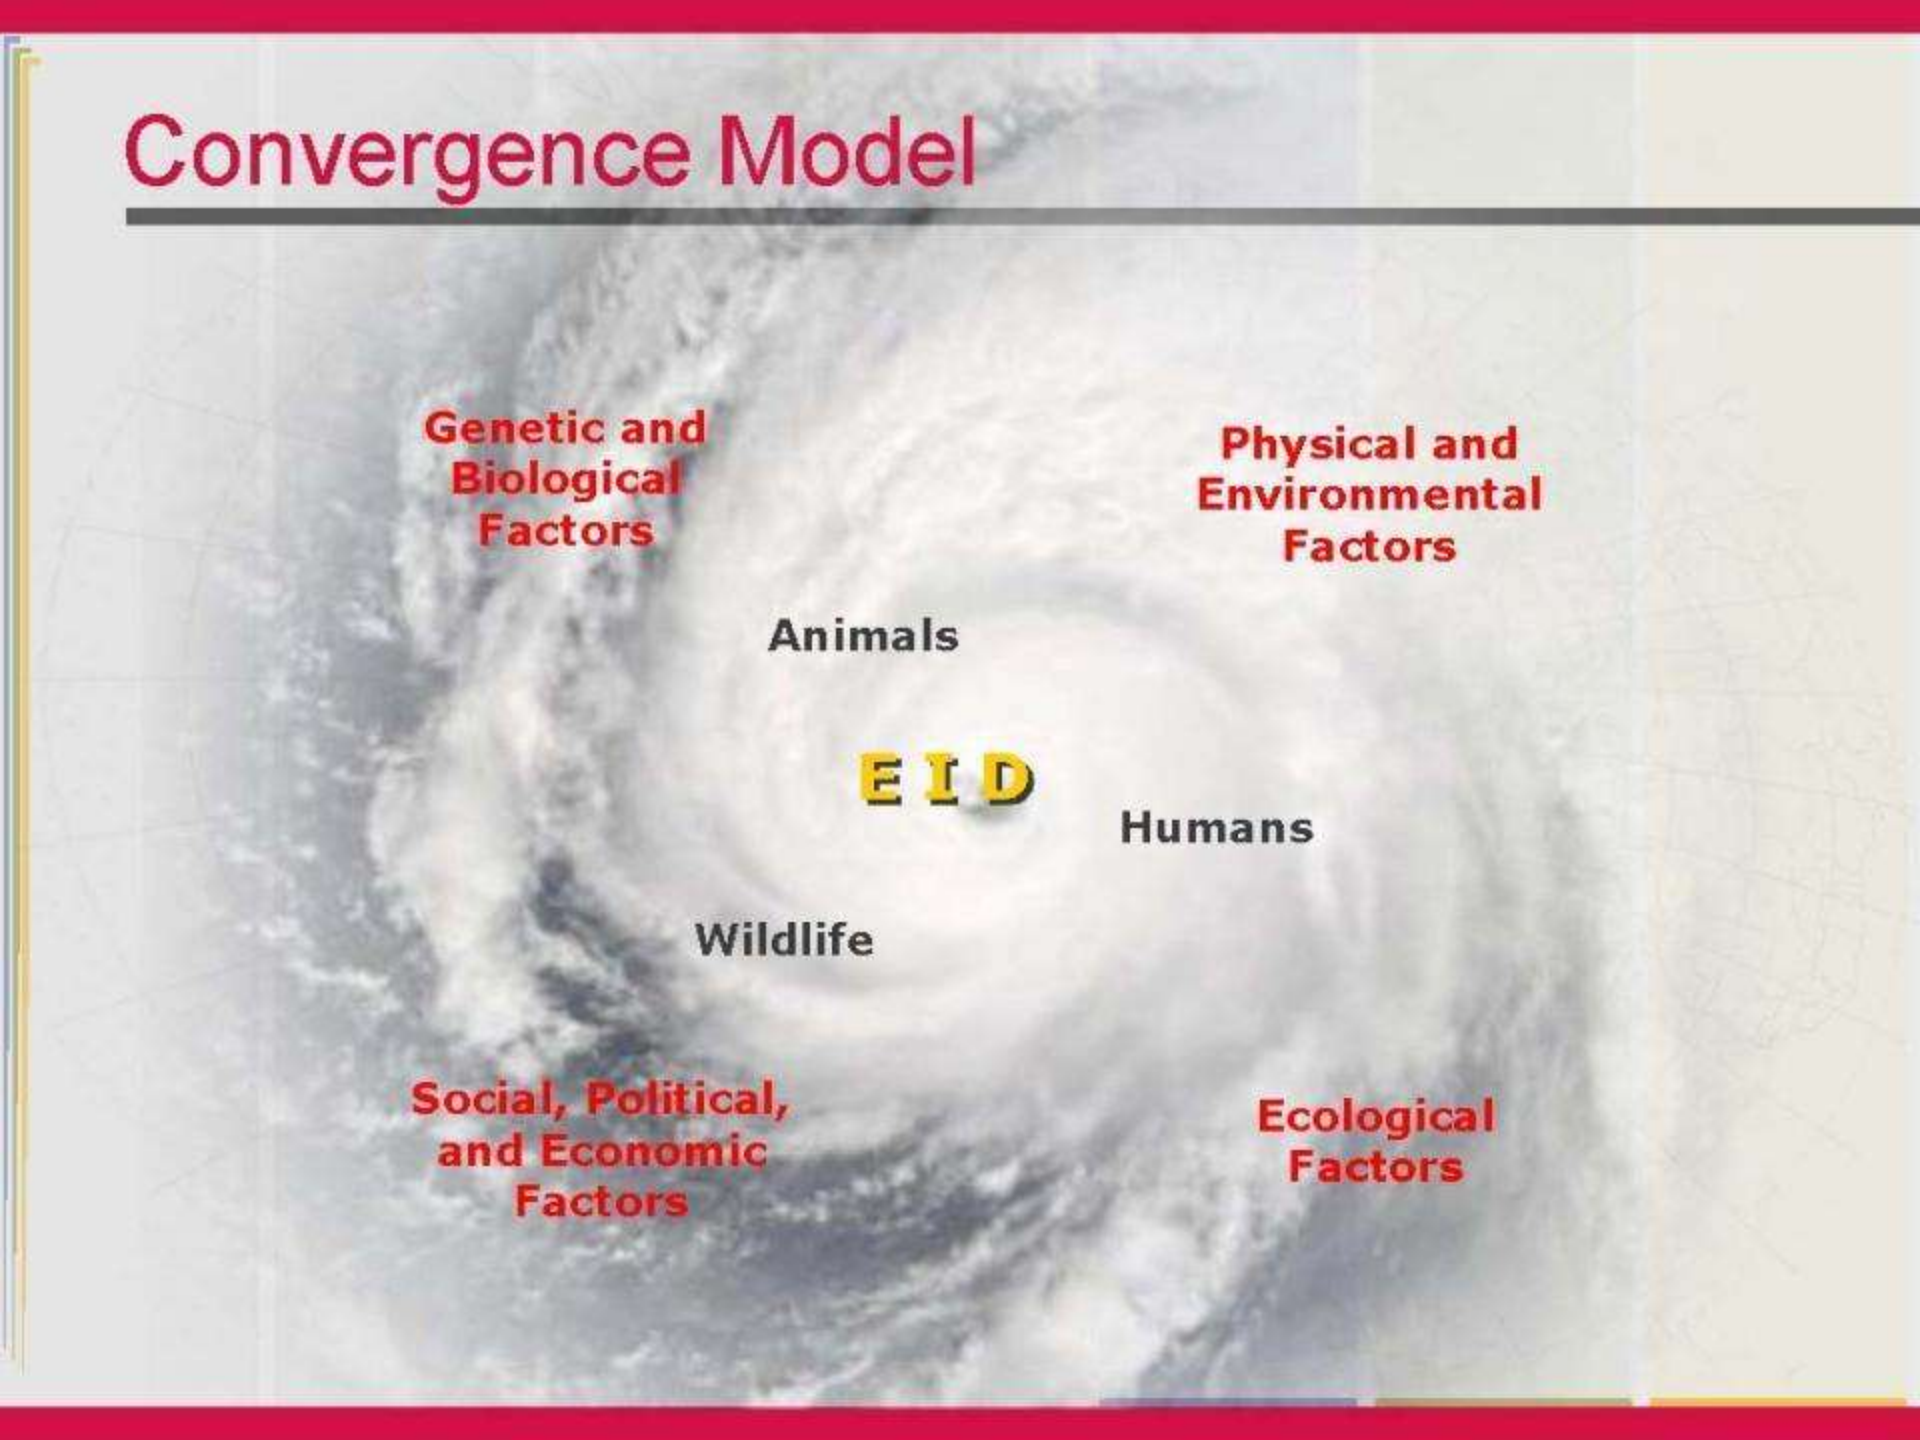 Convergence Model
Genetic and
Biological
Factors
Physical and
Environmental
Factors
Animals
E I D
Humans
Wildlife
Social, Political,
and Economic
Factors
Ecological
Factors